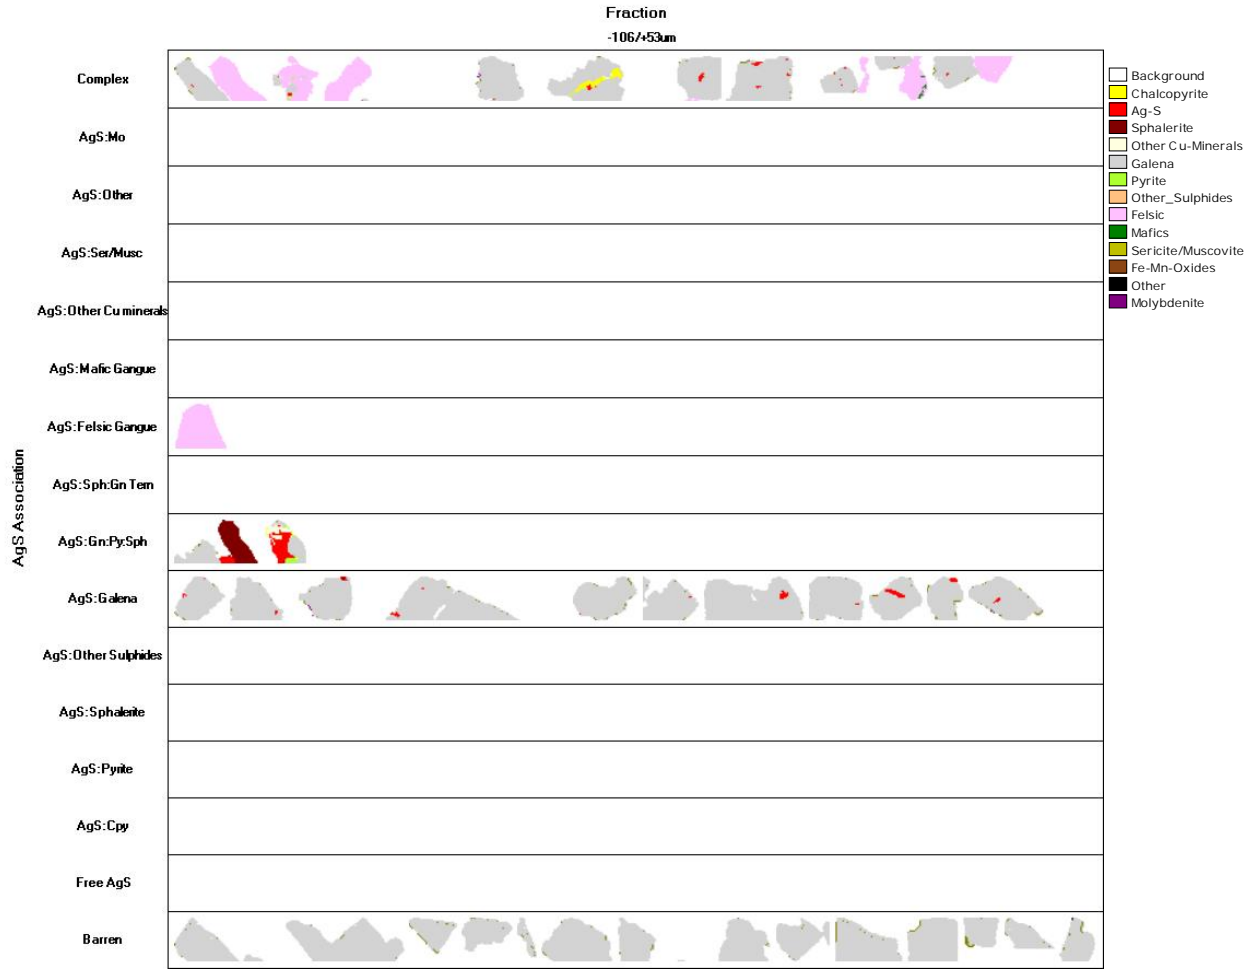 Fraction
-106/+53um
Complex
AgS:Mo
AgS:Other
AgS:Ser/Musc
AgS:Other Cu minerals
AgS:Mafic Gangue
AgS:Felsic Gangue
AgS:Sph:Gn Tern
AgS:Gn:Py:Sph
AgS:Galena
AgS:Other Sulphides
AgS:Sphalerite
AgS:Pyrite
AgS:Cpy
Free AgS
Barren
AgS Association
Background
Chalcopyrite
Ag-S
Sphalerite
Other Cu-Minerals
Galena
Pyrite
Other_Sulphides
Felsic
Mafics
Sericite/Muscovite
Fe-Mn-Oxides
Other
Molybdenite